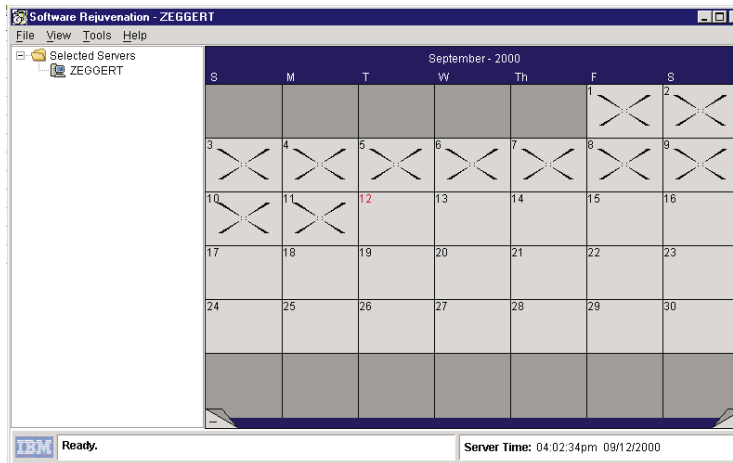 Software Rejuvenation - ZEGGERT
File View Tools Help
Selected Servers
ZEGGERT
September - 2000
S M T W Th F S
1 2
3 4 5 6 7 8 9
10 11 12 13 14 15 16
17 18 19 20 21 22 23
24 25 26 27 28 29 30
IBM Ready. Server Time: 04:02:34pm 09/12/2000